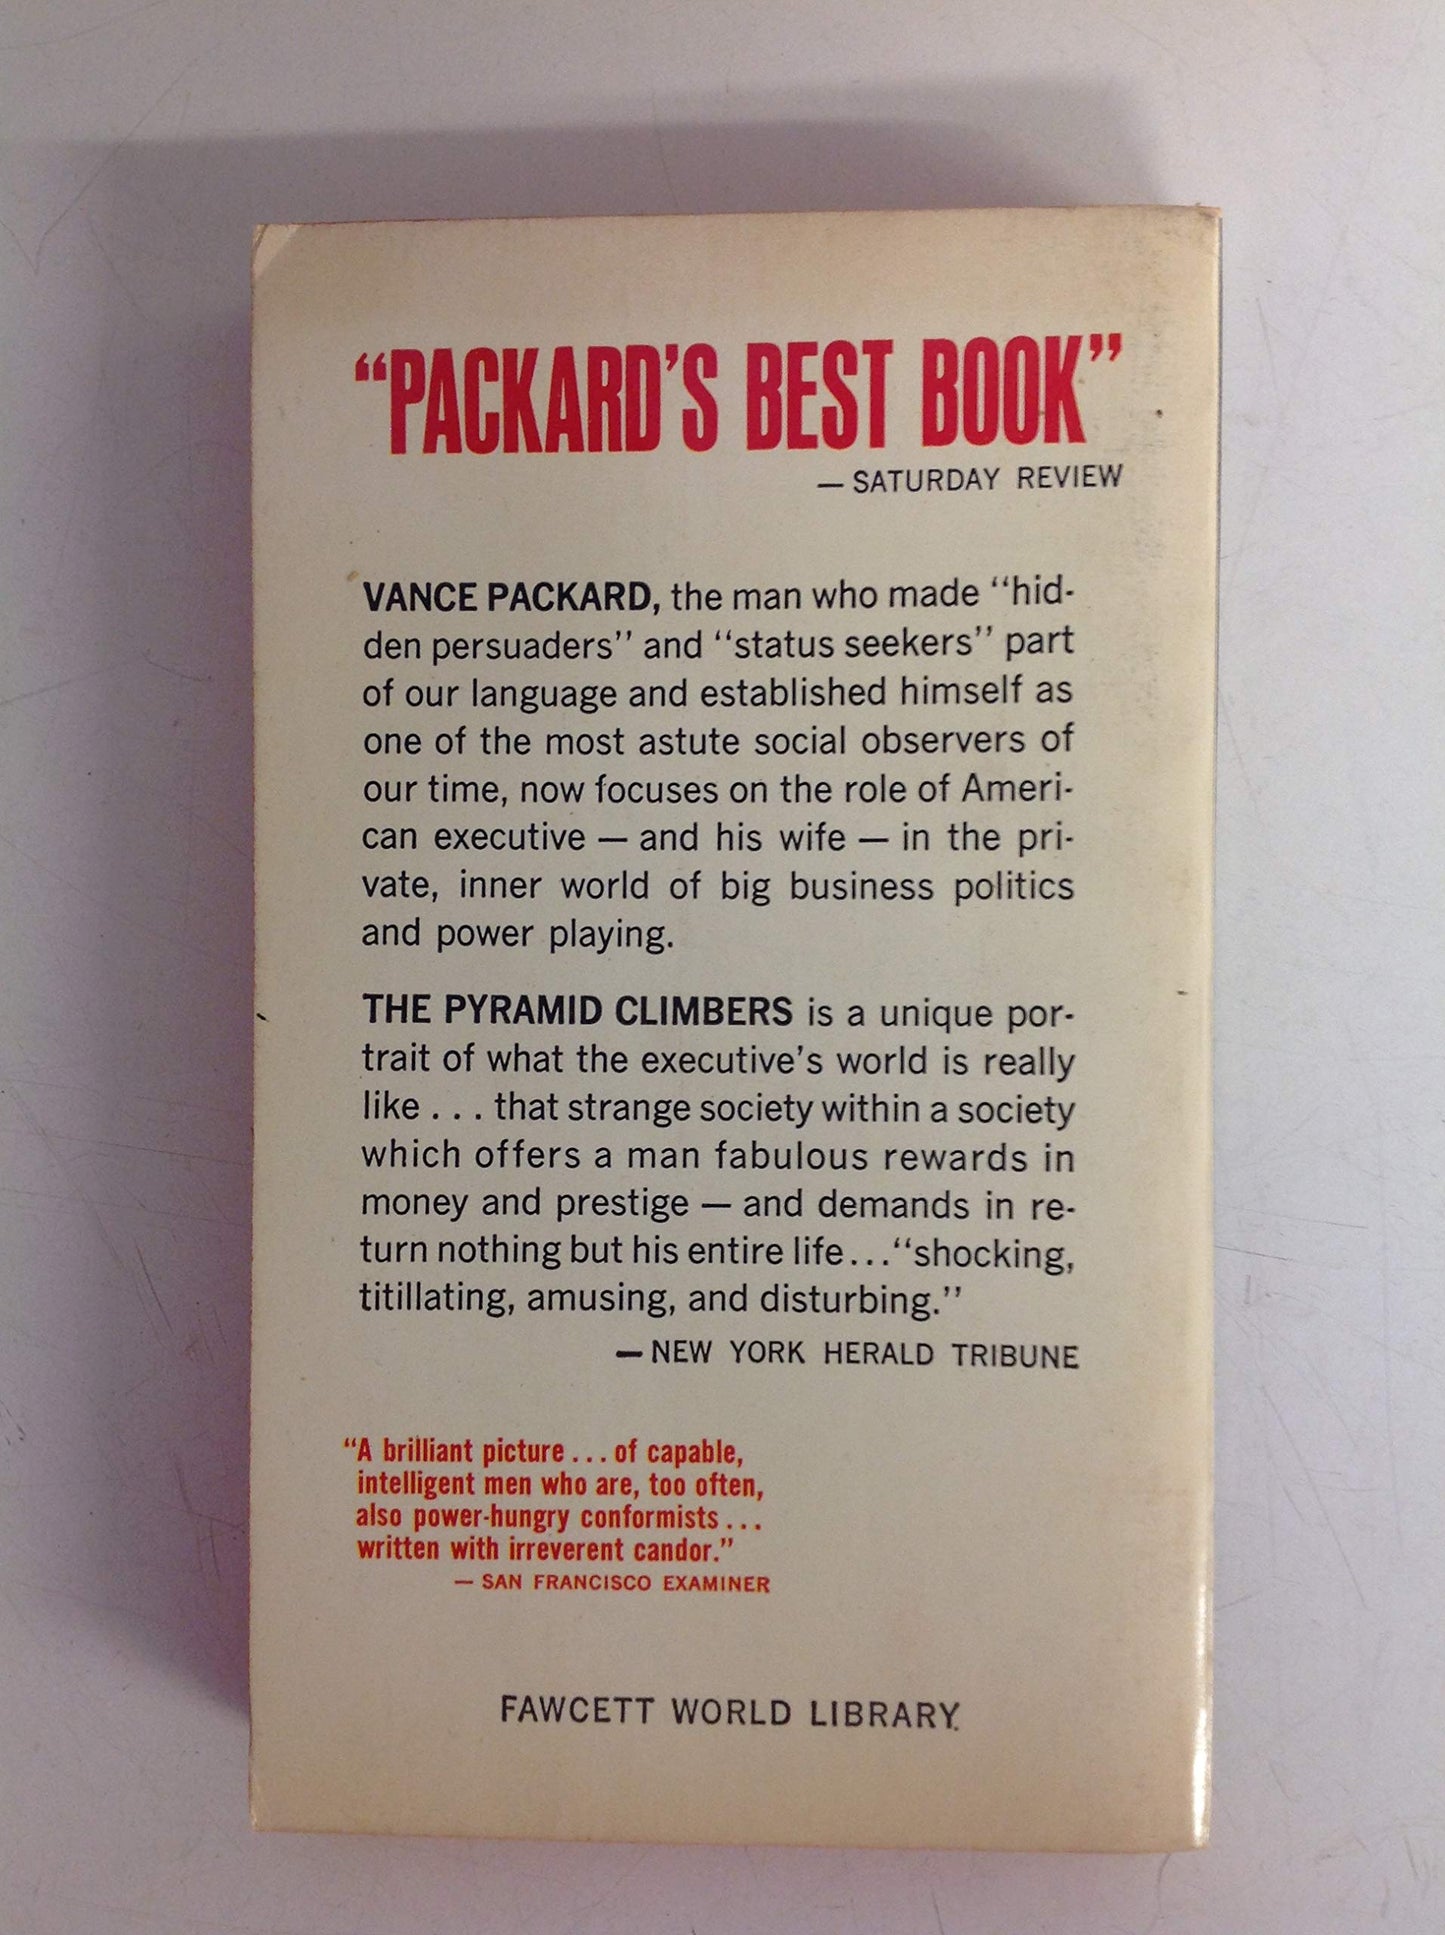 “PACKARD’S BEST BOOK”
— SATURDAY REVIEW
VANCE PACKARD, the man who made “hid-
den persuaders” and “status seekers” part
of our language and established himself as
one of the most astute social observers of
our time, now focuses on the role of Ameri-
can executive — and his wife — in the pri-
vate, inner world of big business politics
and power playing.
THE PYRAMID CLIMBERS is a unique por-
trait of what the executive’s world is really
like . . . that strange society within a society
which offers a man fabulous rewards in
money and prestige — and demands in re-
turn nothing but his entire life...“shocking,
titillating, amusing, and disturbing.”
— NEW YORK HERALD TRIBUNE
“A brilliant picture . . . of capable,
intelligent men who are, too often,
also power-hungry conformists . . .
written with irreverent candor.”
— SAN FRANCISCO EXAMINER
FAWCETT WORLD LIBRARY